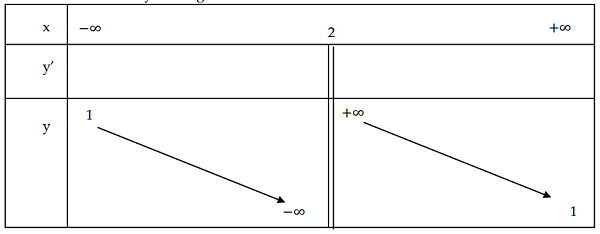 x −∞ 2 +∞
y′
y 1 −∞ +∞ 1